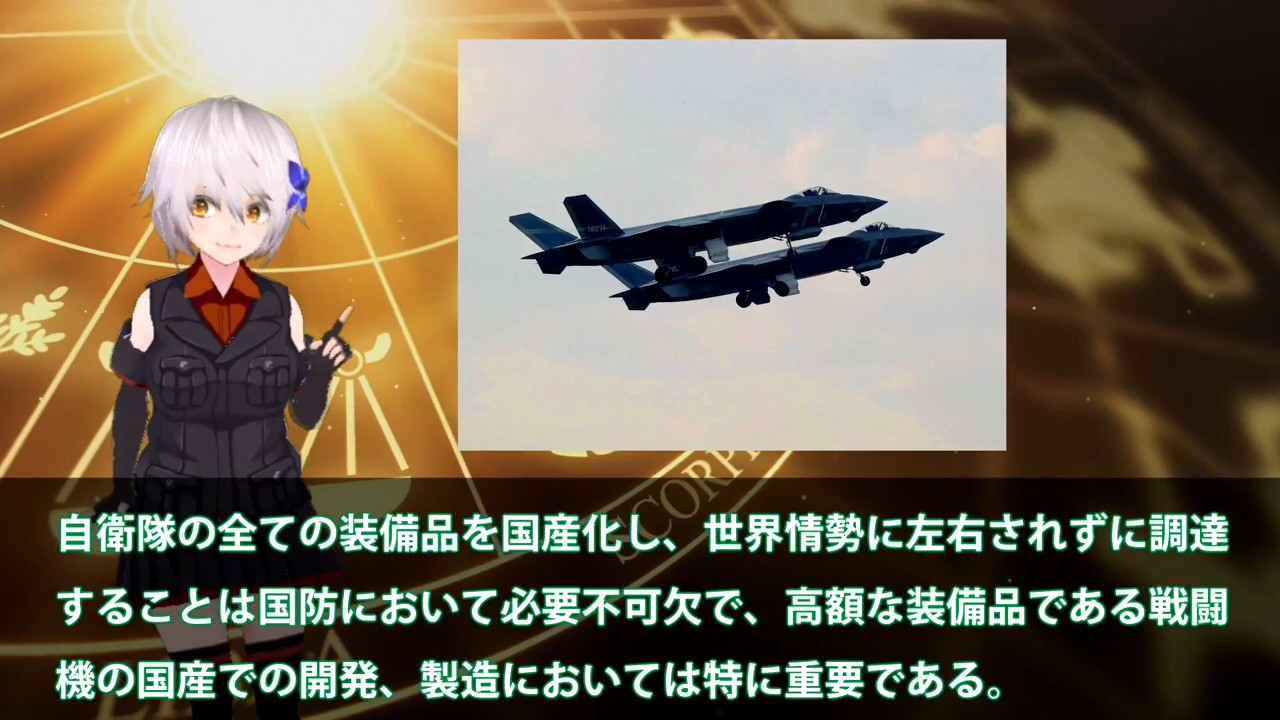 自衛隊の全ての装備品を国産化し、世界情勢に左右されずに調達
することは国防において必要不可欠で、高額な装備品である戦闘
機の国産での開発、製造においては特に重要である。